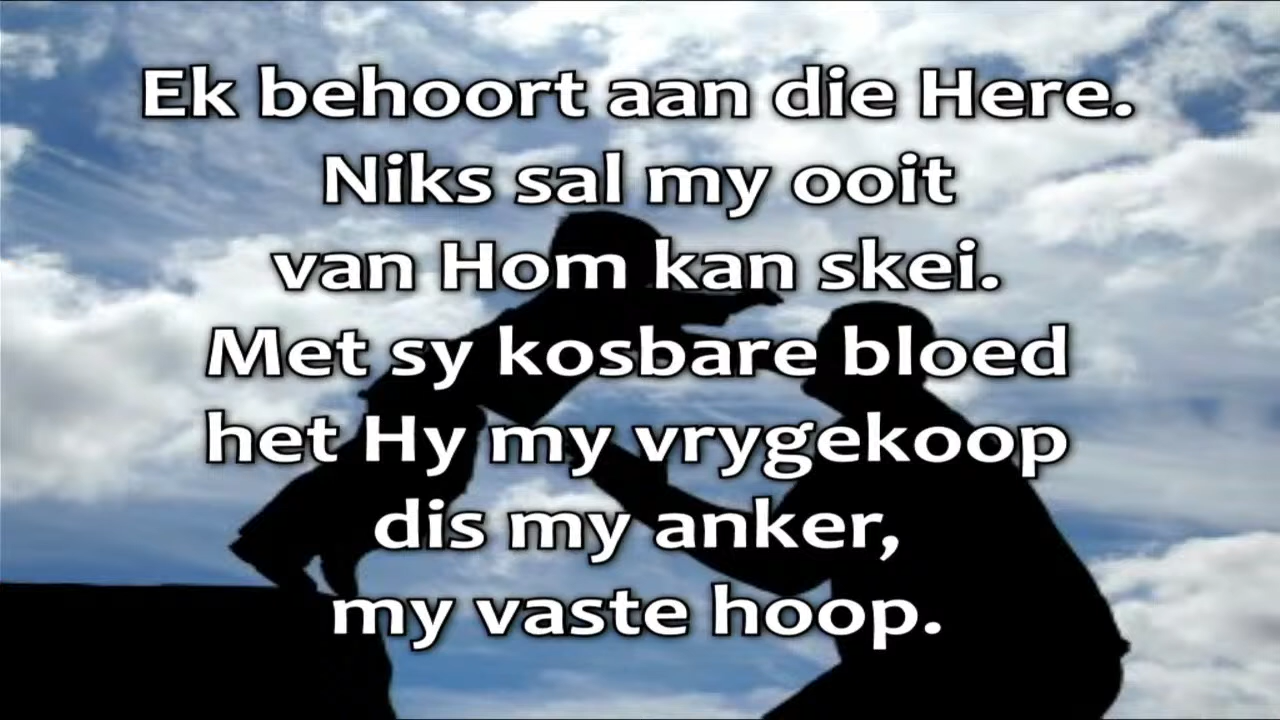 Ek behoort aan die Here.
Niks sal my ooit
van Hom kan skei.
Met sy kosbare bloed
het Hy my vrygekoop
dis my anker,
my vaste hoop.